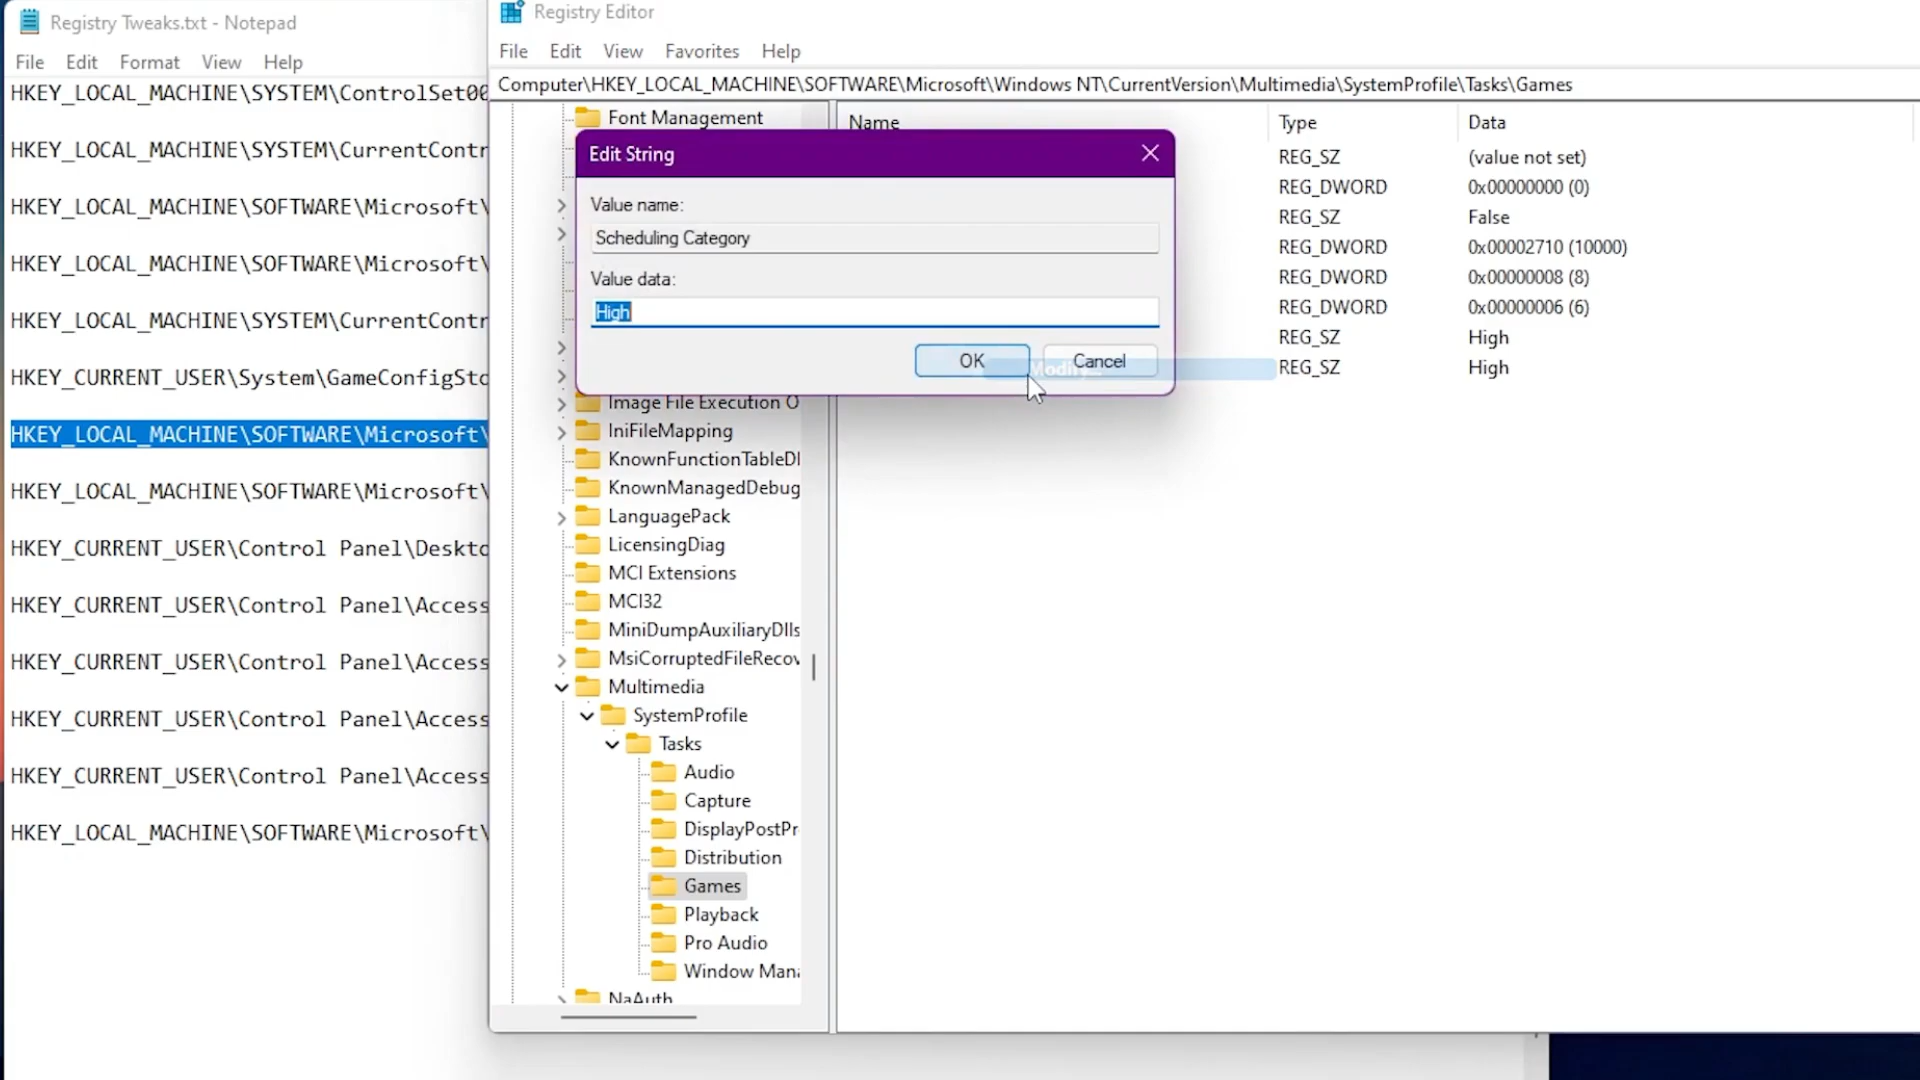 Registry Tweaks.txt - Notepad
File Edit Format View Help
HKEY_LOCAL_MACHINE\SYSTEM\ControlSet00
HKEY_LOCAL_MACHINE\SYSTEM\CurrentContr
HKEY_LOCAL_MACHINE\SOFTWARE\Microsoft\
HKEY_LOCAL_MACHINE\SOFTWARE\Microsoft\
HKEY_LOCAL_MACHINE\SYSTEM\CurrentContr
HKEY_CURRENT_USER\System\GameConfigSto
HKEY_LOCAL_MACHINE\SOFTWARE\Microsoft\
HKEY_LOCAL_MACHINE\SOFTWARE\Microsoft\
HKEY_CURRENT_USER\Control Panel\Deskto
HKEY_CURRENT_USER\Control Panel\Access
HKEY_CURRENT_USER\Control Panel\Access
HKEY_CURRENT_USER\Control Panel\Access
HKEY_CURRENT_USER\Control Panel\Access
HKEY_LOCAL_MACHINE\SOFTWARE\Microsoft\
Registry Editor
File Edit View Favorites Help
Computer\HKEY_LOCAL_MACHINE\SOFTWARE\Microsoft\Windows NT\CurrentVersion\Multimedia\SystemProfile\Tasks\Games
Font Management
Edit String
Value name:
Scheduling Category
Value data:
High
OK Cancel
Modify...
Image File Execution O
IniFileMapping
KnownFunctionTableDl
KnownManagedDebug
LanguagePack
LicensingDiag
MCI Extensions
MCI32
MiniDumpAuxiliaryDlls
MsiCorruptedFileRecov
Multimedia
SystemProfile
Tasks
Audio
Capture
DisplayPostPr
Distribution
Games
Playback
Pro Audio
Window Mana
NaAuth
Name Type Data
REG_SZ (value not set)
REG_DWORD 0x00000000 (0)
REG_SZ False
REG_DWORD 0x00002710 (10000)
REG_DWORD 0x00000008 (8)
REG_DWORD 0x00000006 (6)
REG_SZ High
REG_SZ High